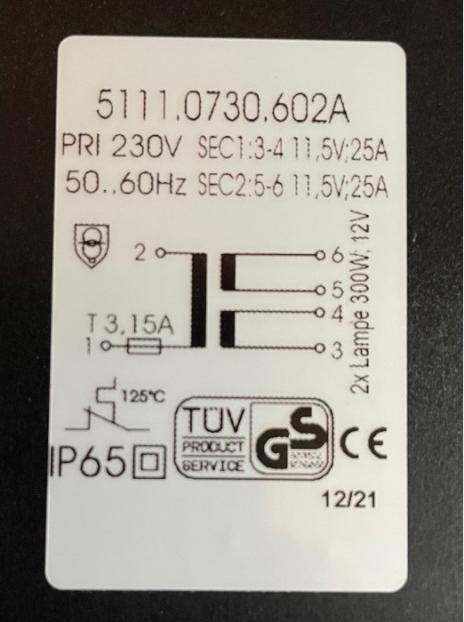 5111.0730.602A
PRI 230V SEC1:3-4 11,5V;25A
50..60Hz SEC2:5-6 11,5V;25A
2
6
5
4
T 3,15A
1
3
2x Lampe 300W, 12V
125°C
IP65
TÜV
PRODUCT
SERVICE
GS
CE
12/21